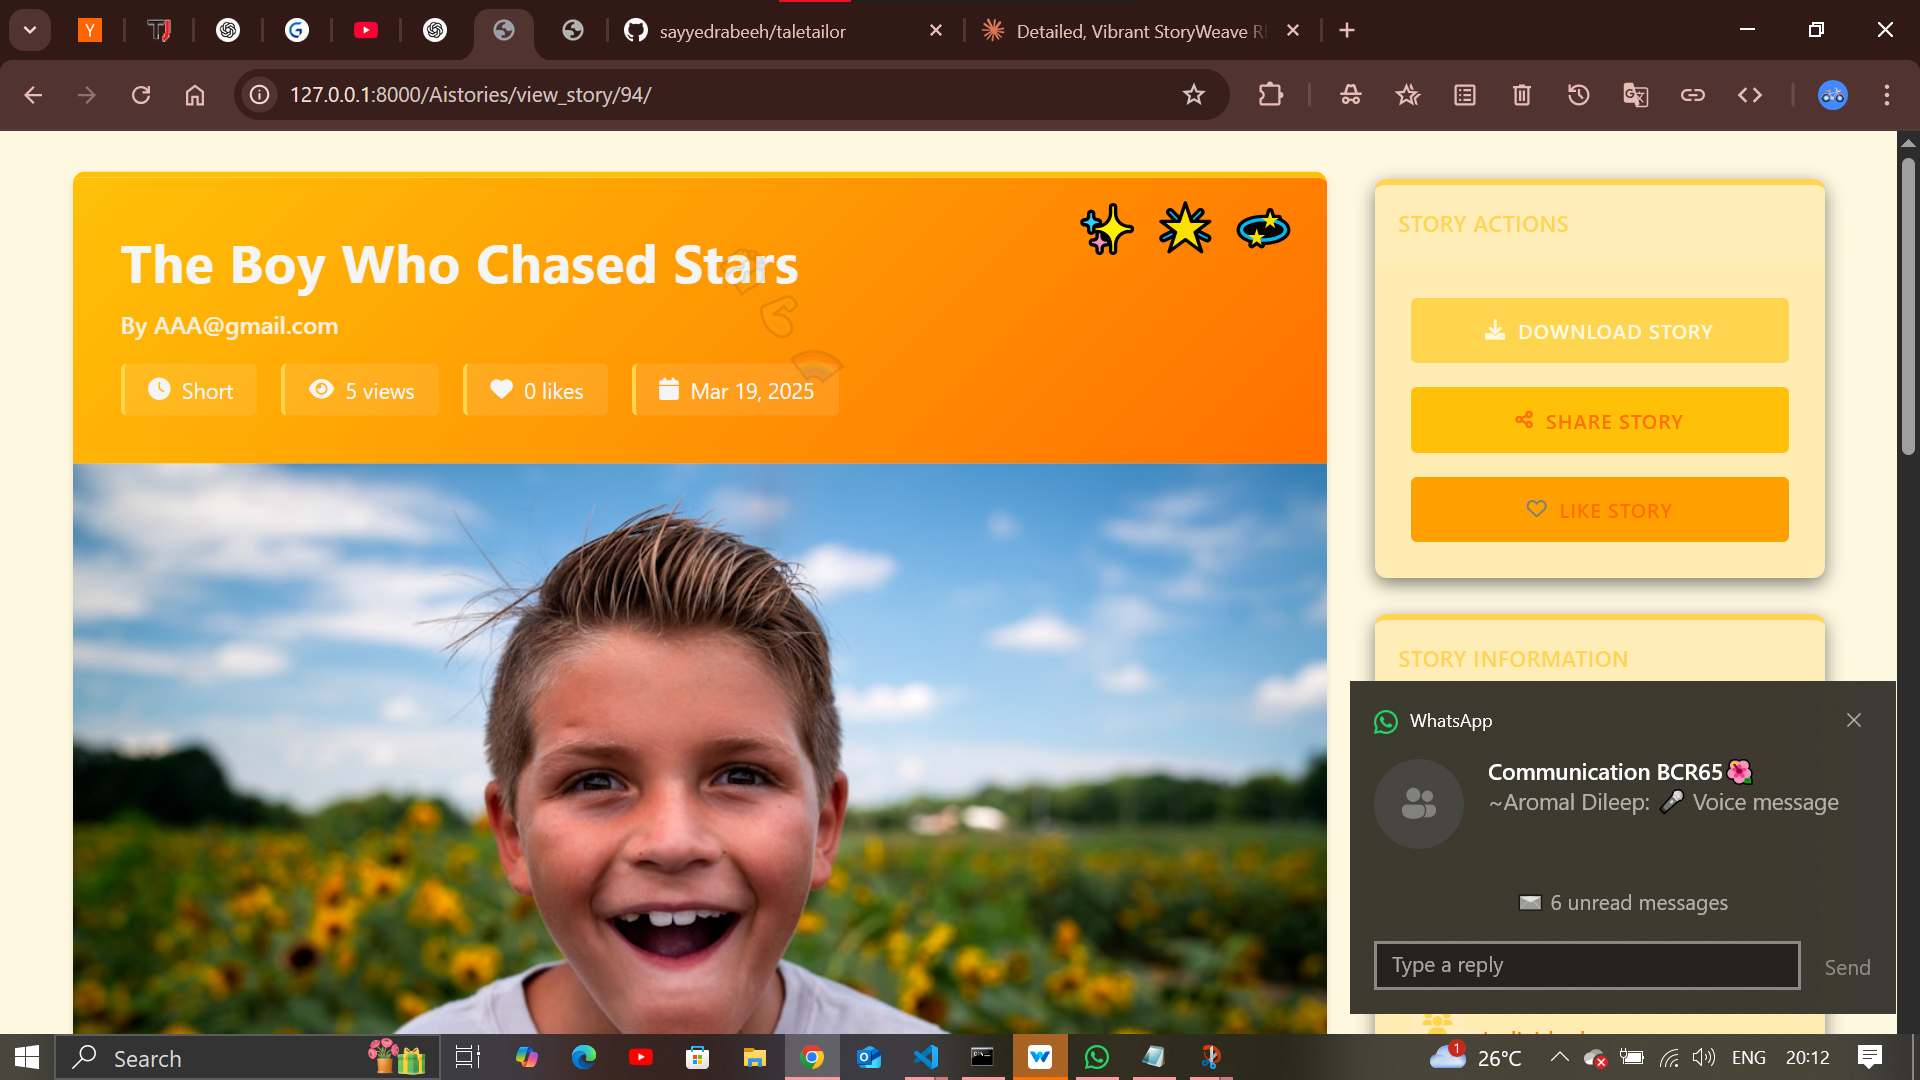 sayyedrabeeh/taletailor
Detailed, Vibrant StoryWeave R
127.0.0.1:8000/Aistories/view_story/94/
The Boy Who Chased Stars
By AAA@gmail.com
Short
5 views
0 likes
Mar 19, 2025
STORY ACTIONS
DOWNLOAD STORY
SHARE STORY
LIKE STORY
STORY INFORMATION
WhatsApp
Communication BCR65🌺
~Aromal Dileep: 🎤 Voice message
✉ 6 unread messages
Type a reply
Send
Search
1
26°C
ENG
20:12